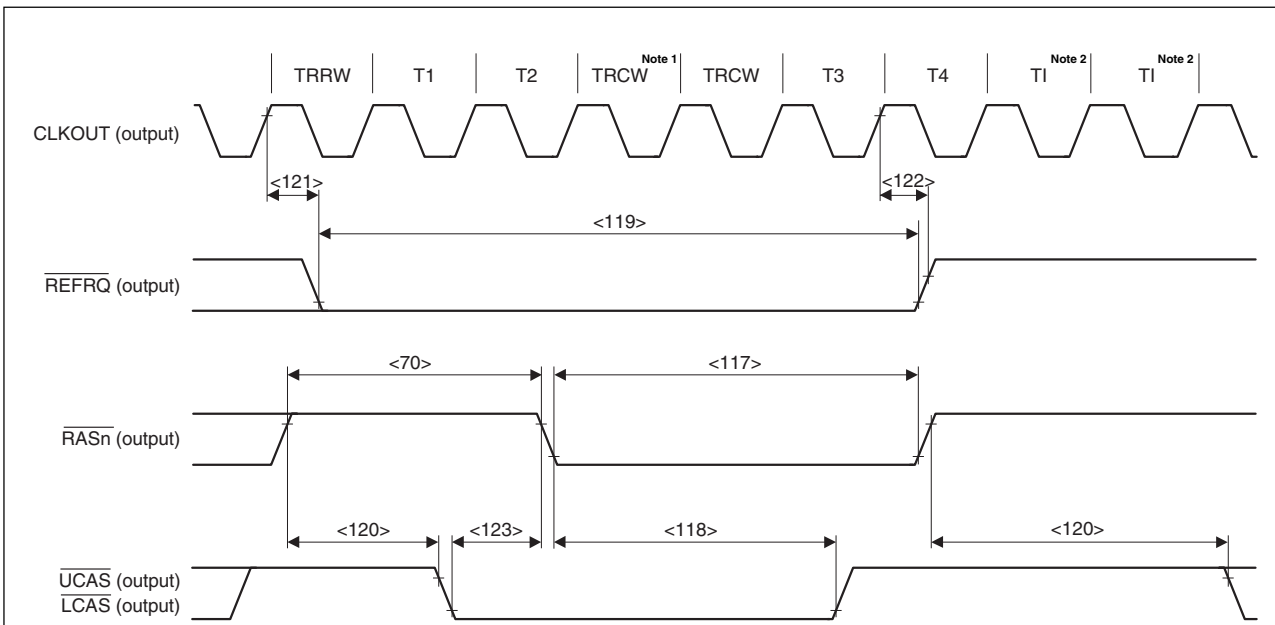 TRRW T1 T2 TRCW Note 1 TRCW T3 T4 TI Note 2 TI Note 2
CLKOUT (output)
<121> <122>
<119>
REFRQ (output)
<70> <117>
RASn (output)
<120> <123> <118> <120>
UCAS (output)
LCAS (output)